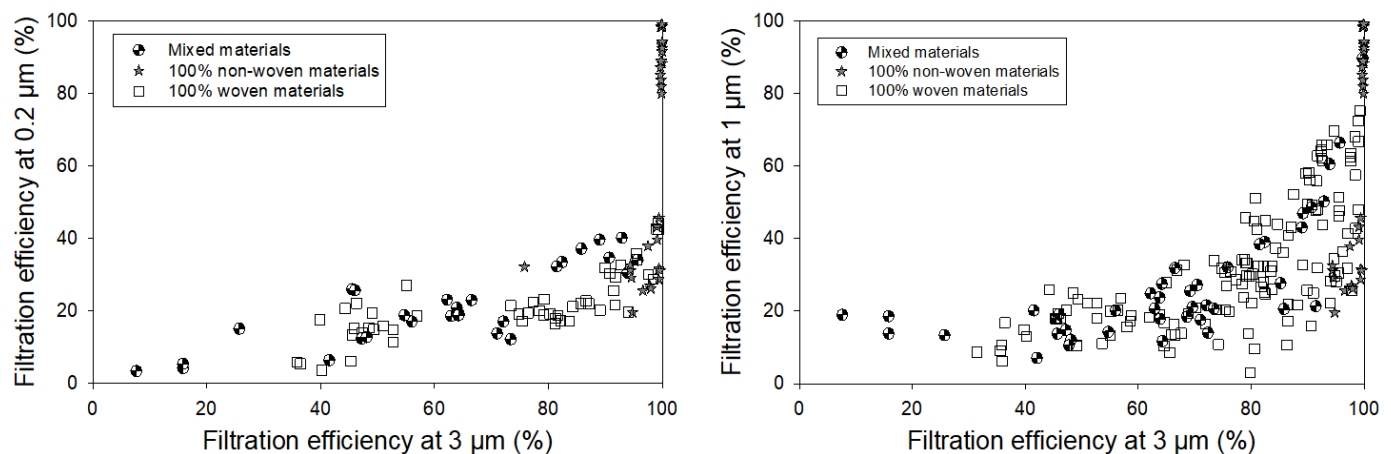 Filtration efficiency at 0.2 µm (%)
100
80
60
40
20
0
Mixed materials
100% non-woven materials
100% woven materials
0 20 40 60 80 100
Filtration efficiency at 3 µm (%)
Filtration efficiency at 1 µm (%)
100
80
60
40
20
0
Mixed materials
100% non-woven materials
100% woven materials
0 20 40 60 80 100
Filtration efficiency at 3 µm (%)